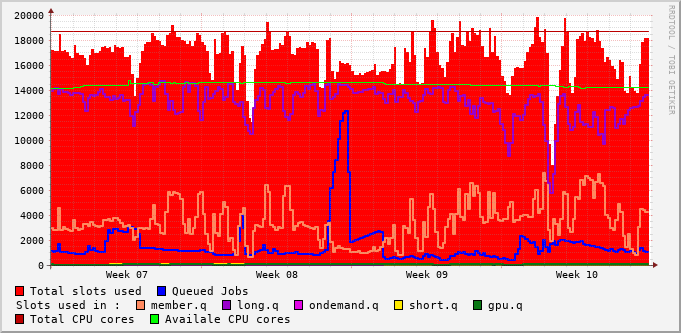 20000
18000
16000
14000
12000
10000
8000
6000
4000
2000
0
Week 07 Week 08 Week 09 Week 10
RRDTOOL / TOBI OETIKER
Total slots used Queued Jobs
Slots used in : member.q long.q ondemand.q short.q gpu.q
Total CPU cores Availale CPU cores